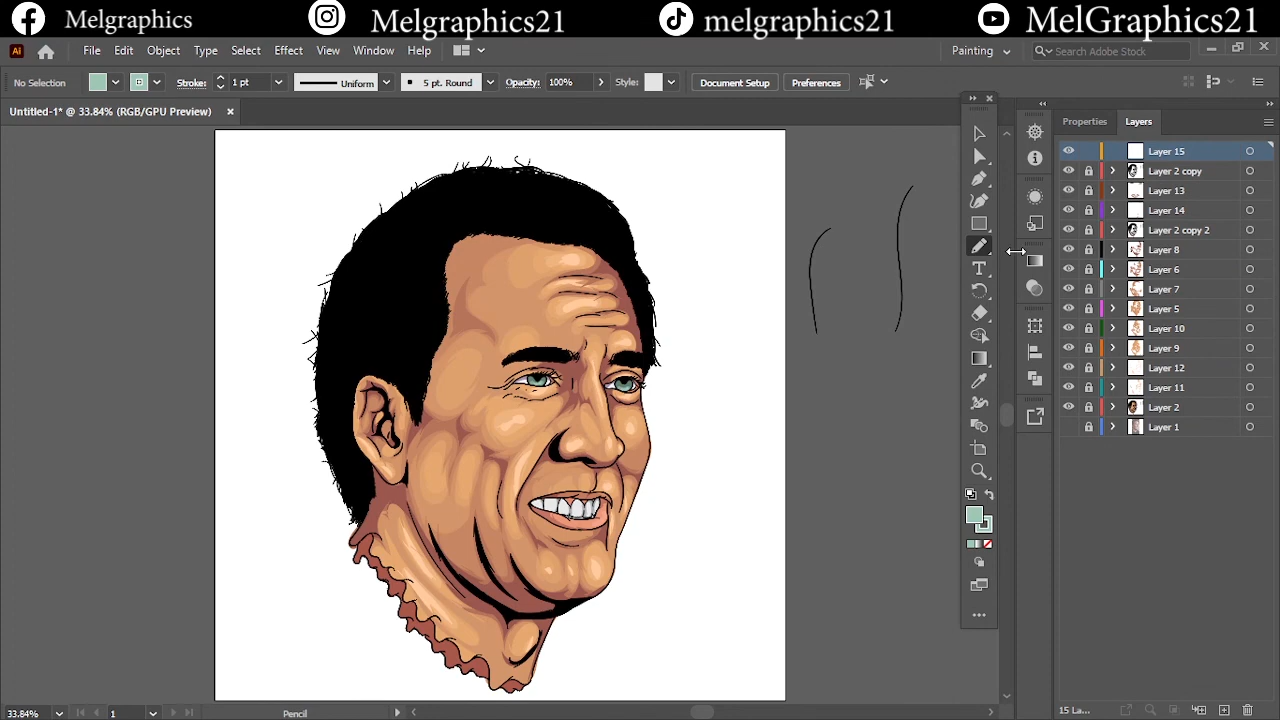 Melgraphics Melgraphics21 melgraphics21 MelGraphics21
Ai File Edit Object Type Select Effect View Window Help Painting Search Adobe Stock
No Selection Stroke: 1 pt Uniform 5 pt. Round Opacity: 100% Style: Document Setup Preferences
Untitled-1* @ 33.84% (RGB/GPU Preview)
Properties Layers
Layer 15
Layer 2 copy
Layer 13
Layer 14
Layer 2 copy 2
Layer 8
Layer 6
Layer 7
Layer 5
Layer 10
Layer 9
Layer 12
Layer 11
Layer 2
Layer 1
33.84% 1 Pencil 15 La...